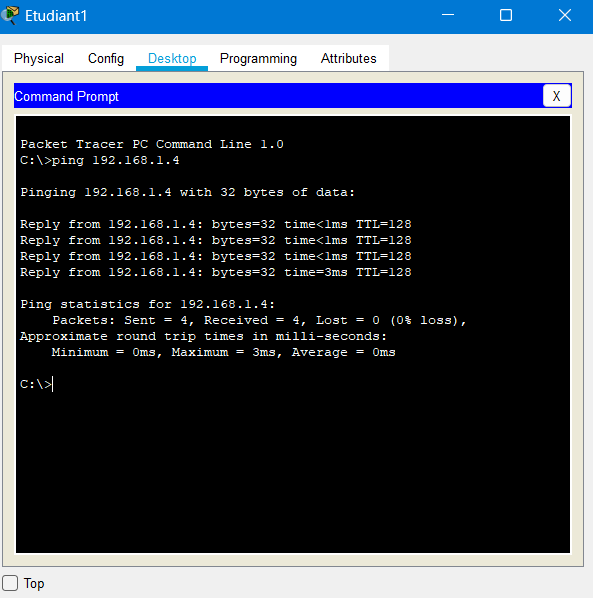 Etudiant1
Physical Config Desktop Programming Attributes
Command Prompt
X
Packet Tracer PC Command Line 1.0
C:\>ping 192.168.1.4
Pinging 192.168.1.4 with 32 bytes of data:
Reply from 192.168.1.4: bytes=32 time<1ms TTL=128
Reply from 192.168.1.4: bytes=32 time<1ms TTL=128
Reply from 192.168.1.4: bytes=32 time<1ms TTL=128
Reply from 192.168.1.4: bytes=32 time=3ms TTL=128
Ping statistics for 192.168.1.4:
    Packets: Sent = 4, Received = 4, Lost = 0 (0% loss),
Approximate round trip times in milli-seconds:
    Minimum = 0ms, Maximum = 3ms, Average = 0ms
C:\>
Top